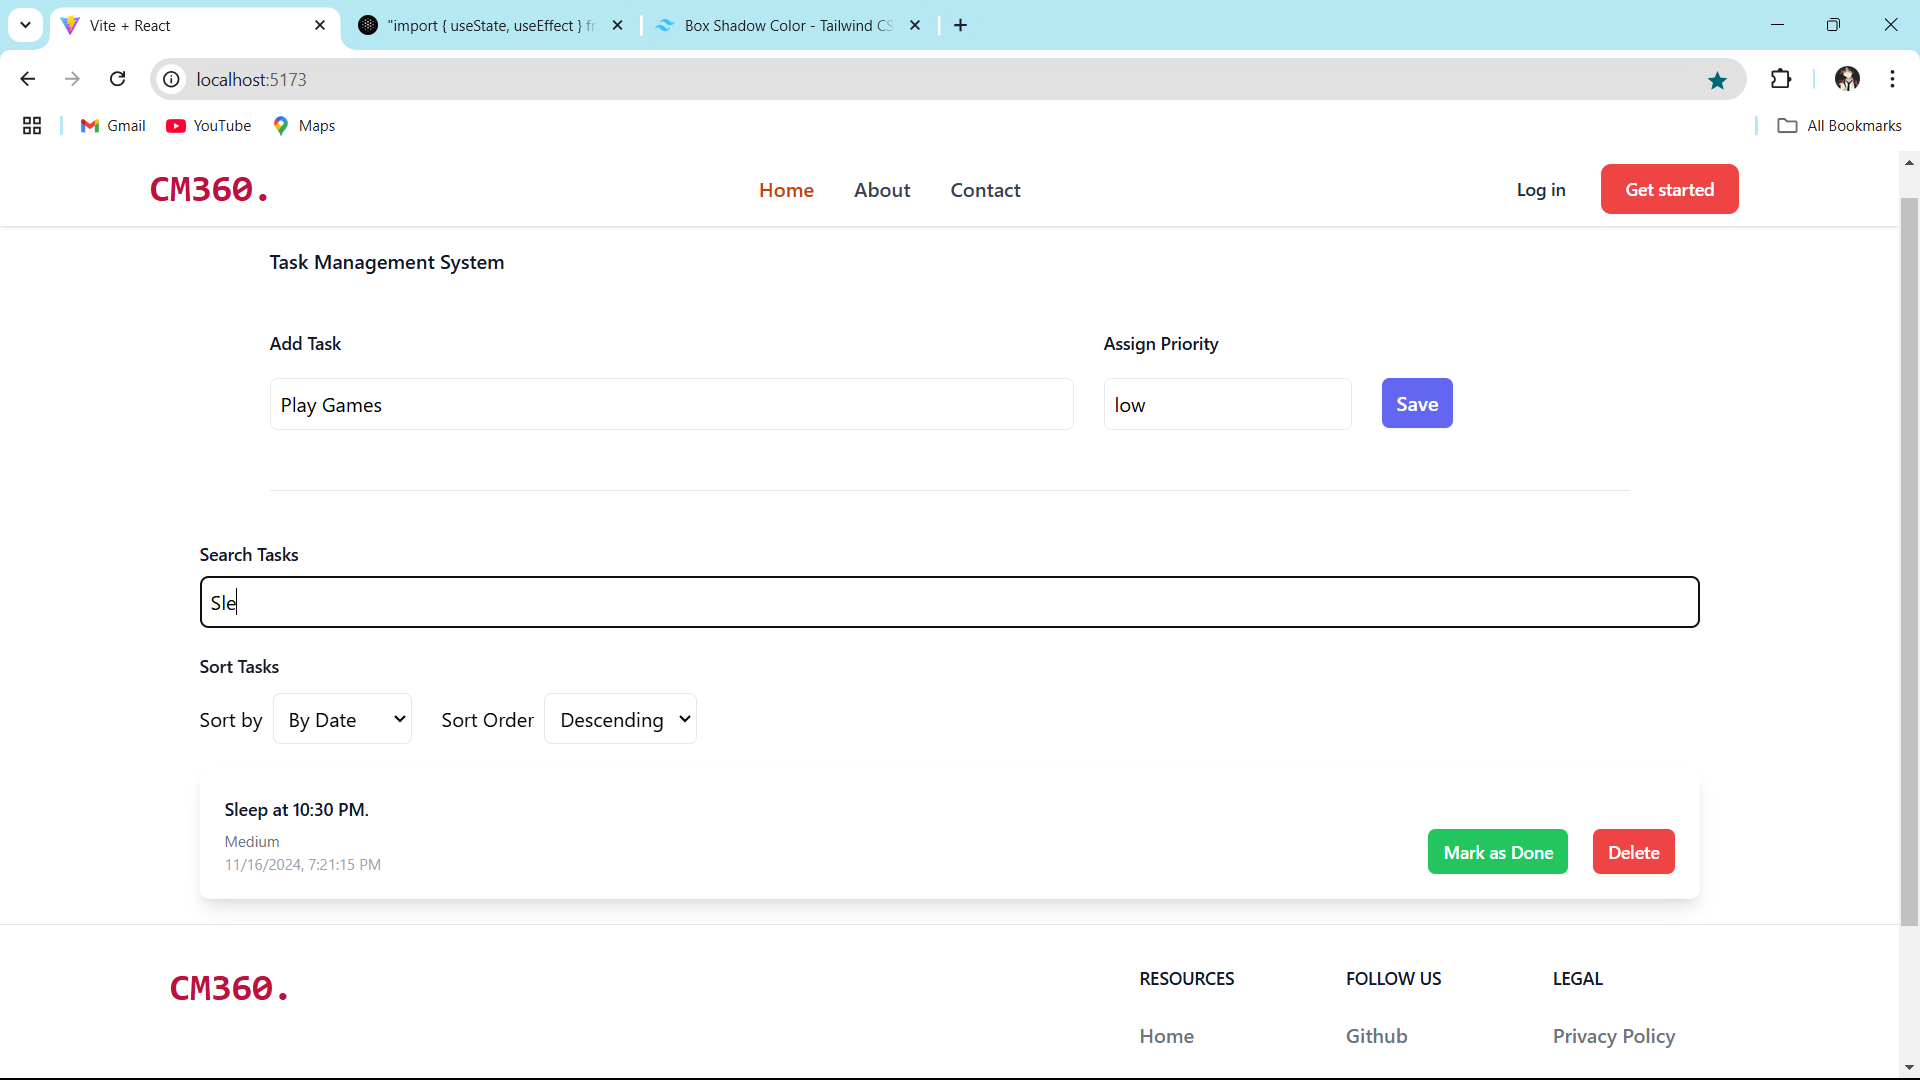 Vite + React
"import { useState, useEffect } fr
Box Shadow Color - Tailwind CS
localhost:5173
Gmail
YouTube
Maps
All Bookmarks
CM360.
Home
About
Contact
Log in
Get started
Task Management System
Add Task
Assign Priority
Play Games
low
Save
Search Tasks
Sle
Sort Tasks
Sort by
By Date
Sort Order
Descending
Sleep at 10:30 PM.
Medium
11/16/2024, 7:21:15 PM
Mark as Done
Delete
CM360.
RESOURCES
FOLLOW US
LEGAL
Home
Github
Privacy Policy